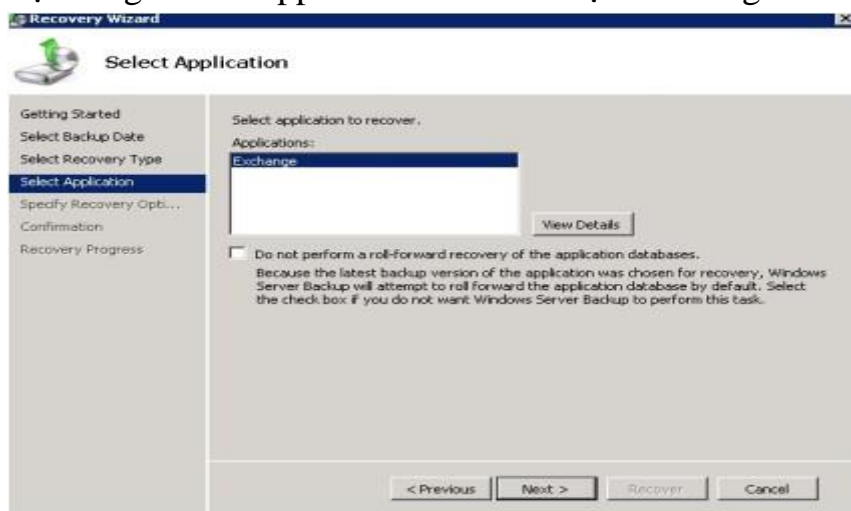 Recovery Wizard
Select Application
Getting Started
Select Backup Date
Select Recovery Type
Select Application
Specify Recovery Opti...
Confirmation
Recovery Progress
Select application to recover.
Applications:
Exchange
View Details
Do not perform a roll-forward recovery of the application databases.
Because the latest backup version of the application was chosen for recovery, Windows
Server Backup will attempt to roll forward the application database by default. Select
the check box if you do not want Windows Server Backup to perform this task.
< Previous
Next >
Recover
Cancel